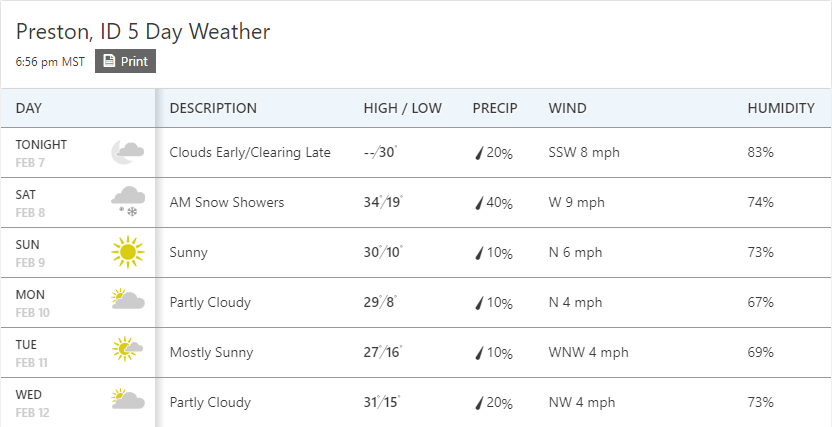 Preston, ID 5 Day Weather
6:56 pm MST Print
DAY DESCRIPTION HIGH / LOW PRECIP WIND HUMIDITY
TONIGHT
FEB 7
Clouds Early/Clearing Late --/30° 20% SSW 8 mph 83%
SAT
FEB 8
AM Snow Showers 34°/19° 40% W 9 mph 74%
SUN
FEB 9
Sunny 30°/10° 10% N 6 mph 73%
MON
FEB 10
Partly Cloudy 29°/8° 10% N 4 mph 67%
TUE
FEB 11
Mostly Sunny 27°/16° 10% WNW 4 mph 69%
WED
FEB 12
Partly Cloudy 31°/15° 20% NW 4 mph 73%